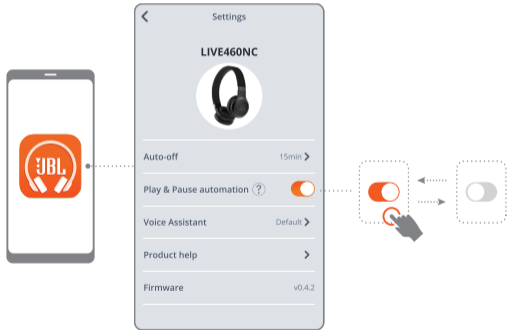 JBL
Settings
LIVE460NC
Auto-off 15min
Play & Pause automation ?
Voice Assistant Default
Product help
Firmware v0.4.2